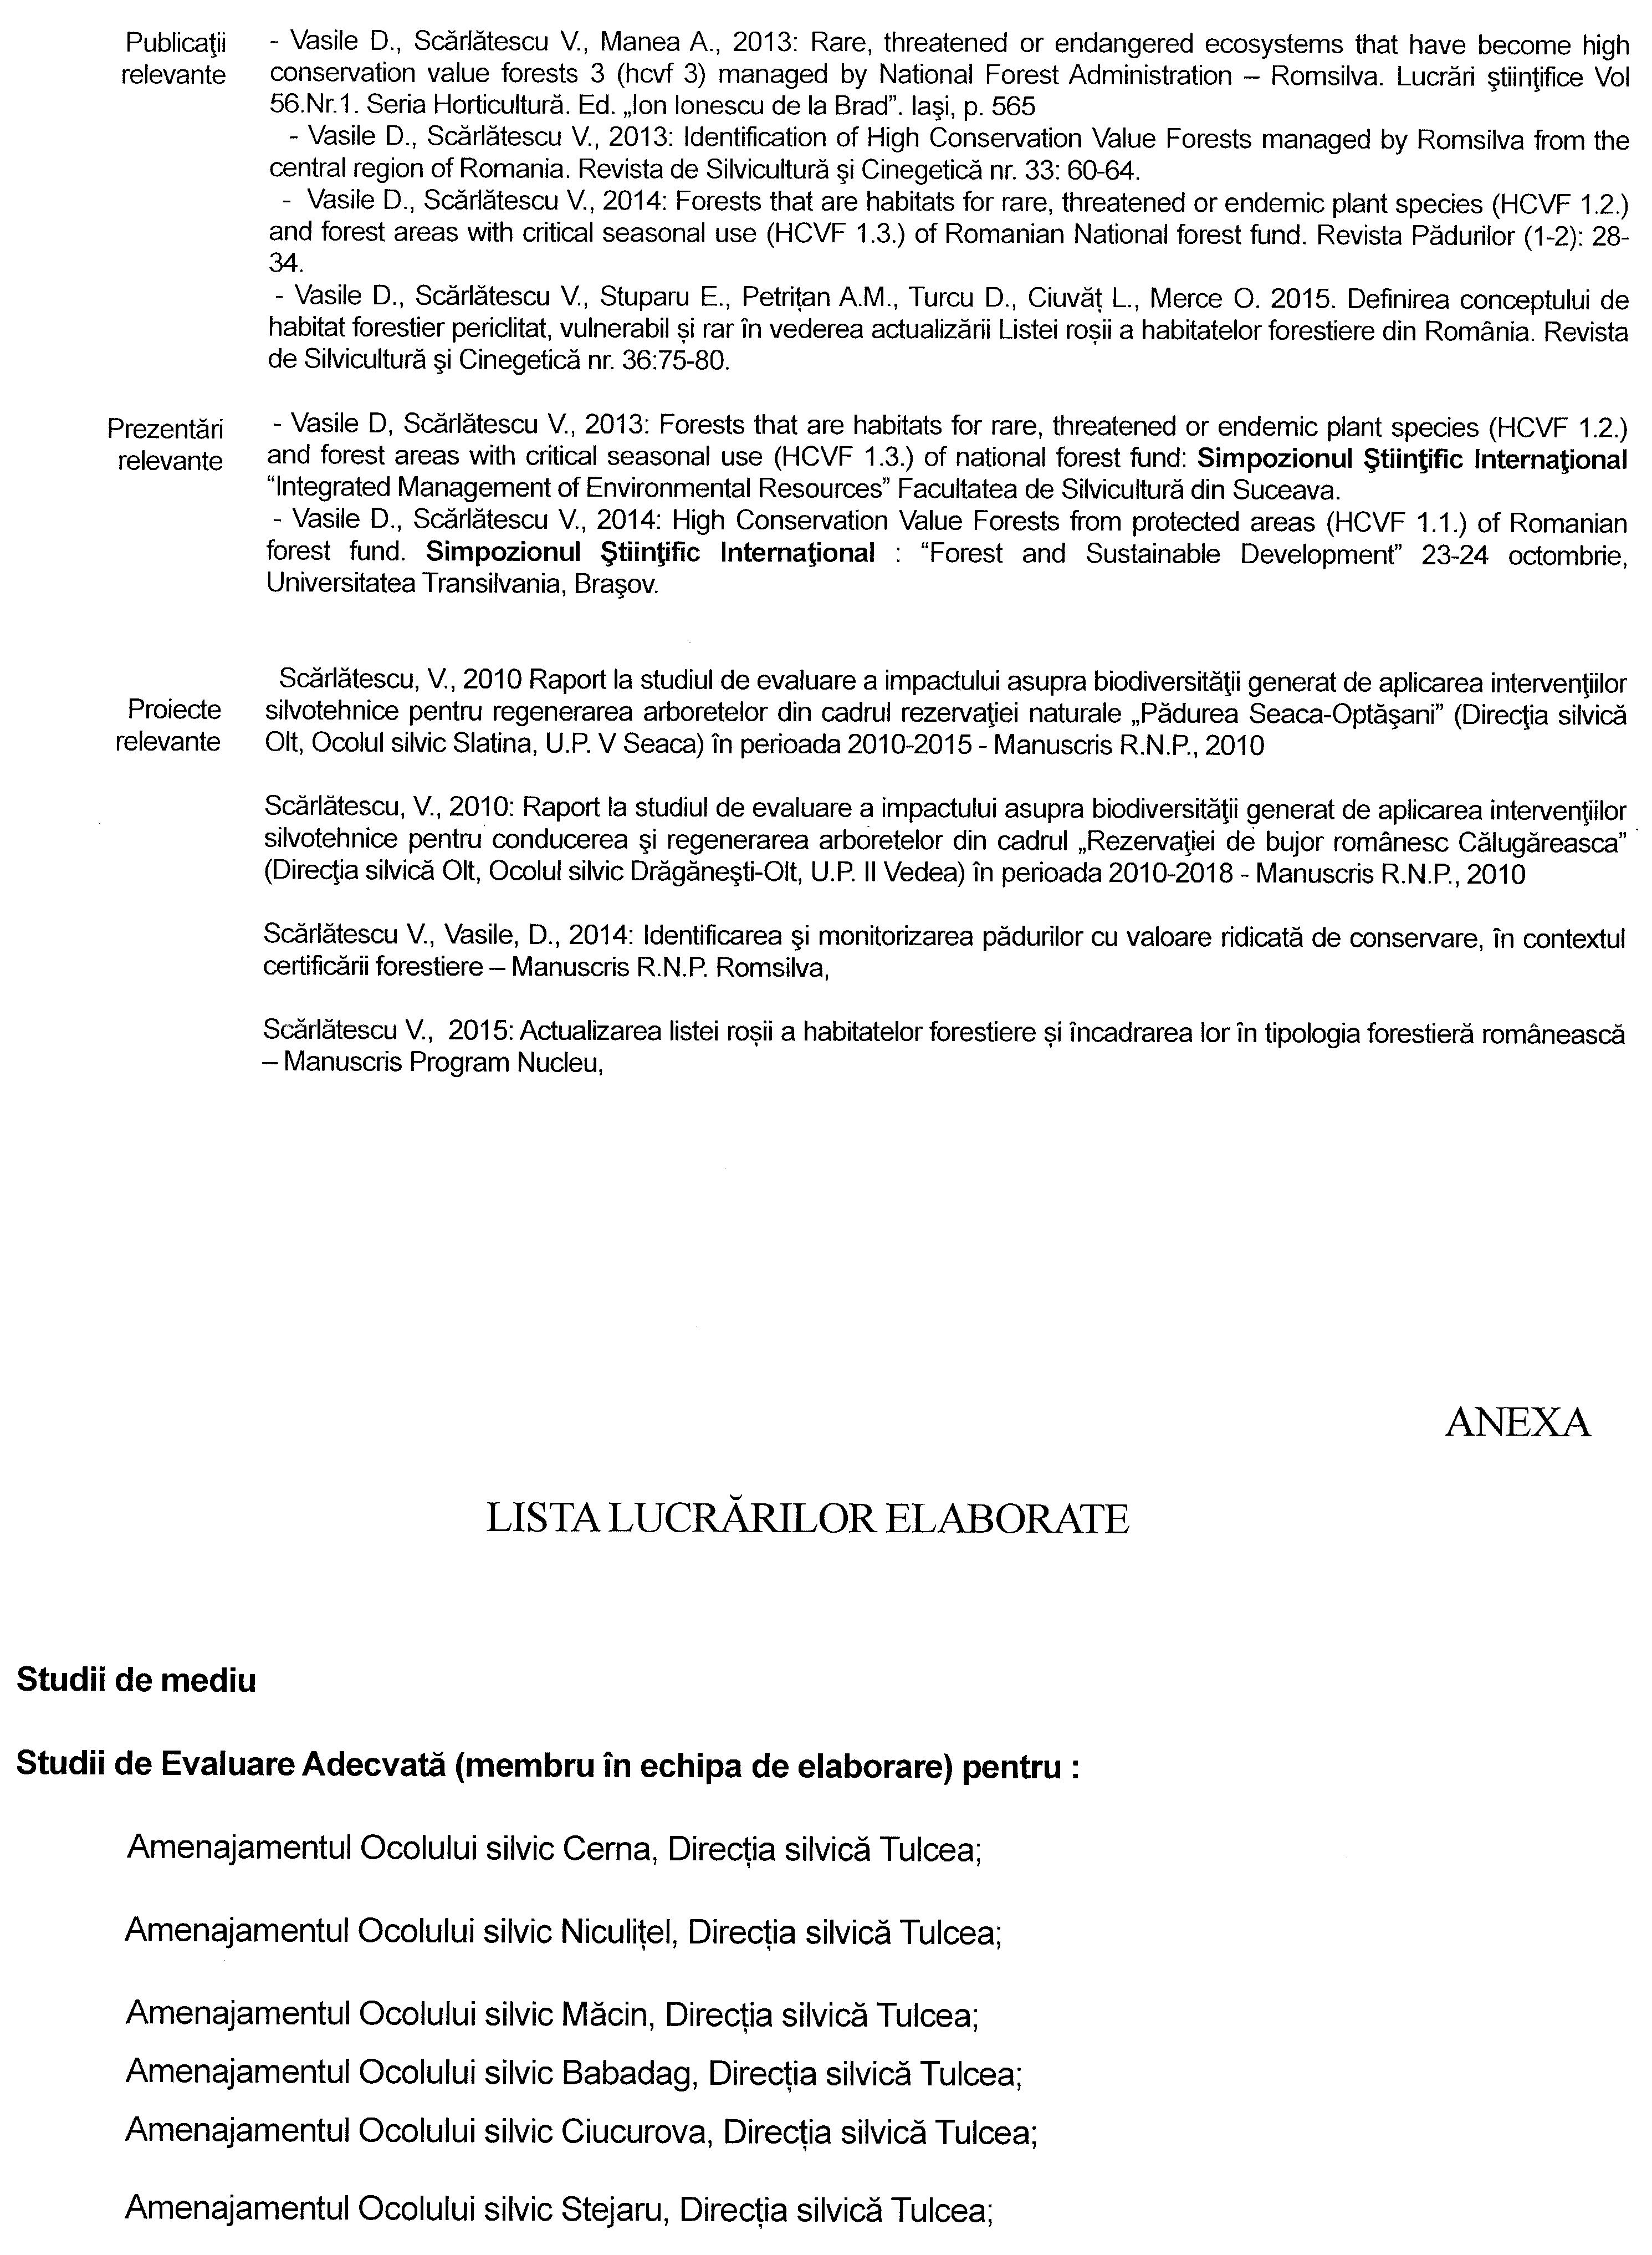 Publicaţii relevante
- Vasile D., Scărlătescu V., Manea A., 2013: Rare, threatened or endangered ecosystems that have become high
conservation value forests 3 (hcvf 3) managed by National Forest Administration – Romsilva. Lucrări ştiinţifice Vol
56.Nr.1. Seria Horticultură. Ed. „Ion Ionescu de la Brad”. Iaşi, p. 565
- Vasile D., Scărlătescu V., 2013: Identification of High Conservation Value Forests managed by Romsilva from the
central region of Romania. Revista de Silvicultură şi Cinegetică nr. 33: 60-64.
- Vasile D., Scărlătescu V., 2014: Forests that are habitats for rare, threatened or endemic plant species (HCVF 1.2.)
and forest areas with critical seasonal use (HCVF 1.3.) of Romanian National forest fund. Revista Pădurilor (1-2): 28-
34.
- Vasile D., Scărlătescu V., Stuparu E., Petrițan A.M., Turcu D., Ciuvăț L., Merce O. 2015. Definirea conceptului de
habitat forestier periclitat, vulnerabil și rar în vederea actualizării Listei roșii a habitatelor forestiere din România. Revista
de Silvicultură şi Cinegetică nr. 36:75-80.
Prezentări relevante
- Vasile D, Scărlătescu V., 2013: Forests that are habitats for rare, threatened or endemic plant species (HCVF 1.2.)
and forest areas with critical seasonal use (HCVF 1.3.) of national forest fund: Simpozionul Ştiinţific Internaţional
“Integrated Management of Environmental Resources” Facultatea de Silvicultură din Suceava.
- Vasile D., Scărlătescu V., 2014: High Conservation Value Forests from protected areas (HCVF 1.1.) of Romanian
forest fund. Simpozionul Ştiinţific Internaţional : “Forest and Sustainable Development” 23-24 octombrie,
Universitatea Transilvania, Braşov.
Proiecte relevante
Scărlătescu, V., 2010 Raport la studiul de evaluare a impactului asupra biodiversităţii generat de aplicarea intervenţiilor
silvotehnice pentru regenerarea arboretelor din cadrul rezervaţiei naturale „Pădurea Seaca-Optăşani” (Direcţia silvică
Olt, Ocolul silvic Slatina, U.P. V Seaca) în perioada 2010-2015 - Manuscris R.N.P., 2010
Scărlătescu, V., 2010: Raport la studiul de evaluare a impactului asupra biodiversităţii generat de aplicarea intervenţiilor
silvotehnice pentru conducerea şi regenerarea arboretelor din cadrul „Rezervaţiei de bujor românesc Călugăreasca”
(Direcţia silvică Olt, Ocolul silvic Drăgăneşti-Olt, U.P. II Vedea) în perioada 2010-2018 - Manuscris R.N.P., 2010
Scărlătescu V., Vasile, D., 2014: Identificarea şi monitorizarea pădurilor cu valoare ridicată de conservare, în contextul
certificării forestiere – Manuscris R.N.P. Romsilva,
Scărlătescu V., 2015: Actualizarea listei roșii a habitatelor forestiere și încadrarea lor în tipologia forestieră românească
– Manuscris Program Nucleu,
ANEXA
LISTA LUCRĂRILOR ELABORATE
Studii de mediu
Studii de Evaluare Adecvată (membru în echipa de elaborare) pentru :
Amenajamentul Ocolului silvic Cerna, Direcția silvică Tulcea;
Amenajamentul Ocolului silvic Niculițel, Direcția silvică Tulcea;
Amenajamentul Ocolului silvic Măcin, Direcția silvică Tulcea;
Amenajamentul Ocolului silvic Babadag, Direcția silvică Tulcea;
Amenajamentul Ocolului silvic Ciucurova, Direcția silvică Tulcea;
Amenajamentul Ocolului silvic Stejaru, Direcția silvică Tulcea;